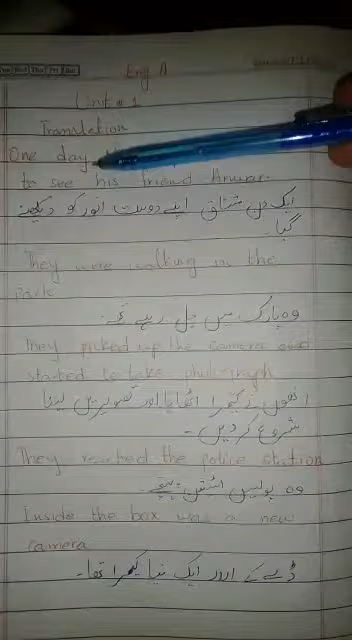 Eng A
Unit # 1
Translation
One day
to see his friend Anwar.
ایک دن مشتاق اپنے دوست انور کو دیکھنے
گیا۔
They were walking in the
Park
وہ پارک میں چل رہے تھے۔
They picked up the camera and
started to take photograph
انھوں نے کیمرا اٹھایا اور تصویریں لینا
شروع کر دیں۔
They reached the police station
وہ پولیس اسٹیشن پہنچے
Inside the box was a new
camera
ڈبے کے اندر ایک نیا کیمرا تھا۔